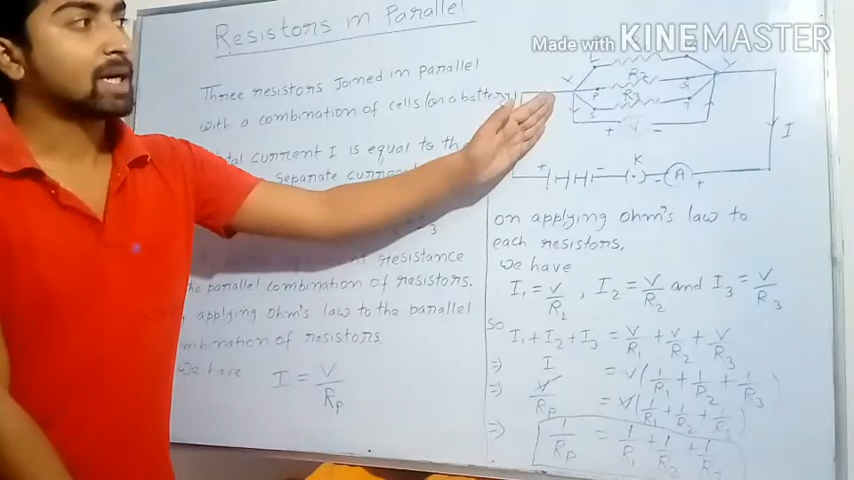 Resistors in Parallel
Made with KINEMASTER
Three resistors Joined in parallel
with a combination of cells (or a battery)
current I is equal to the
separate
resistance
the parallel combination of resistors.
applying ohm's law to the parallel
mbination of resistors.
We have I = V/Rp
R2
R3
S
V
+ −
I
+ − K − A +
on applying ohm's law to
each resistors,
we have
I1 = V/R1 , I2 = V/R2 and I3 = V/R3
So I1 + I2 + I3 = V/R1 + V/R2 + V/R3
⇒ I = V(1/R1 + 1/R2 + 1/R3)
⇒ V/Rp = V(1/R1 + 1/R2 + 1/R3)
⇒ 1/Rp = 1/R1 + 1/R2 + 1/R3